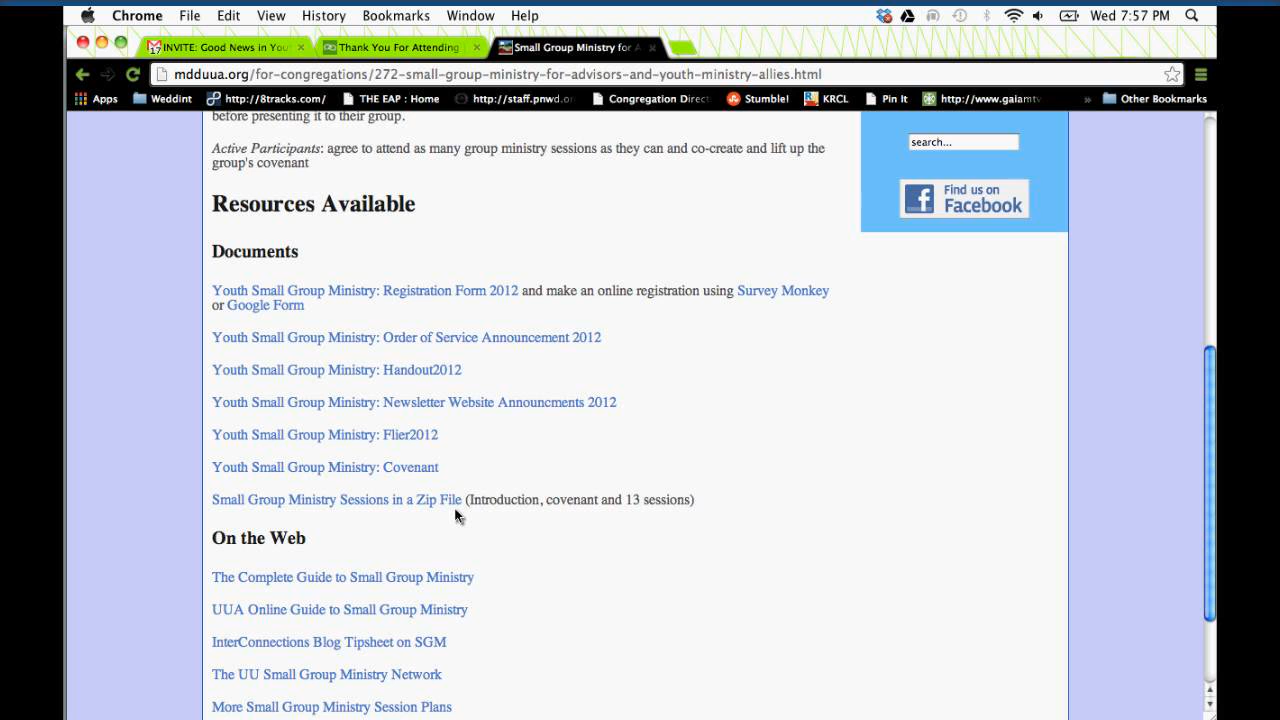 Chrome File Edit View History Bookmarks Window Help Wed 7:57 PM
17 INVITE: Good News in You
Thank You For Attending
Small Group Ministry for A
mdduua.org/for-congregations/272-small-group-ministry-for-advisors-and-youth-ministry-allies.html
Apps Weddint http://8tracks.com/ THE EAP : Home http://staff.pnwd.or Congregation Direct Stumble! KRCL Pin It http://www.gaiamtv » Other Bookmarks
before presenting it to their group.
search...
Active Participants: agree to attend as many group ministry sessions as they can and co-create and lift up the
group's covenant
Find us on
Facebook
Resources Available
Documents
Youth Small Group Ministry: Registration Form 2012 and make an online registration using Survey Monkey
or Google Form
Youth Small Group Ministry: Order of Service Announcement 2012
Youth Small Group Ministry: Handout2012
Youth Small Group Ministry: Newsletter Website Announcments 2012
Youth Small Group Ministry: Flier2012
Youth Small Group Ministry: Covenant
Small Group Ministry Sessions in a Zip File (Introduction, covenant and 13 sessions)
On the Web
The Complete Guide to Small Group Ministry
UUA Online Guide to Small Group Ministry
InterConnections Blog Tipsheet on SGM
The UU Small Group Ministry Network
More Small Group Ministry Session Plans